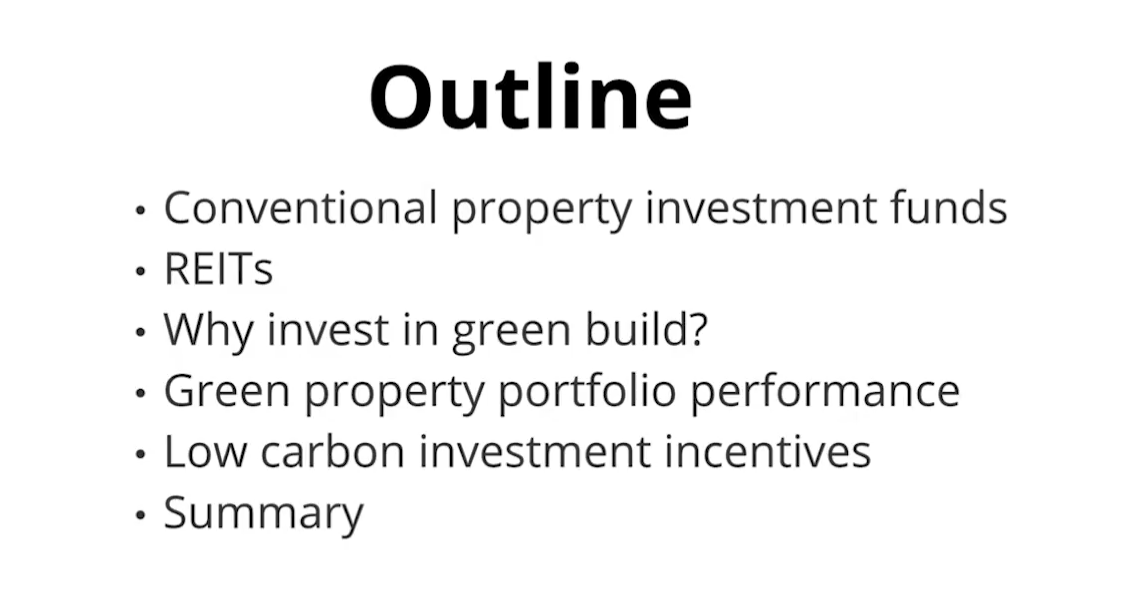 Outline
• Conventional property investment funds
• REITs
• Why invest in green build?
• Green property portfolio performance
• Low carbon investment incentives
• Summary